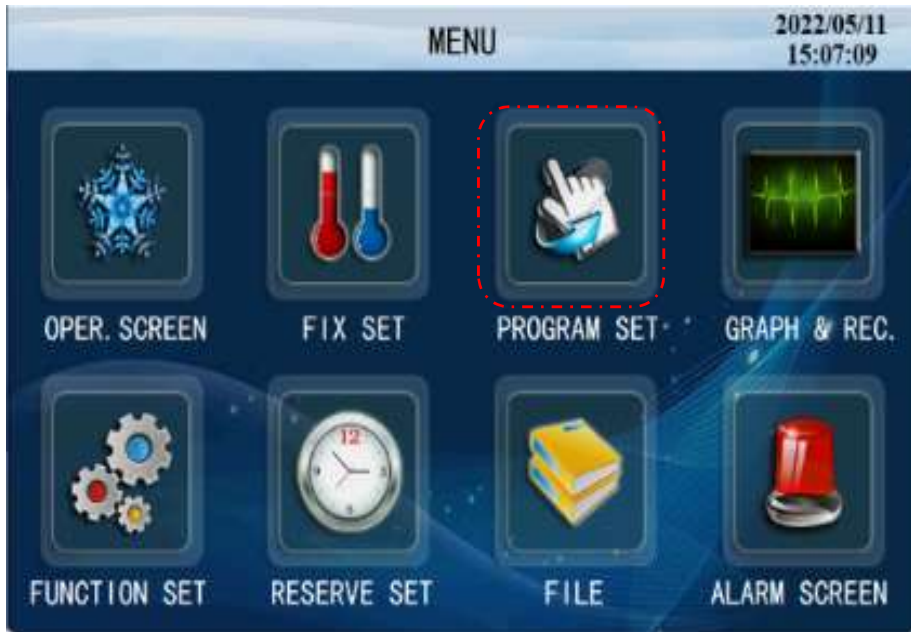 MENU
2022/05/11
15:07:09
OPER. SCREEN
FIX SET
PROGRAM SET
GRAPH & REC.
12
FUNCTION SET
RESERVE SET
FILE
ALARM SCREEN